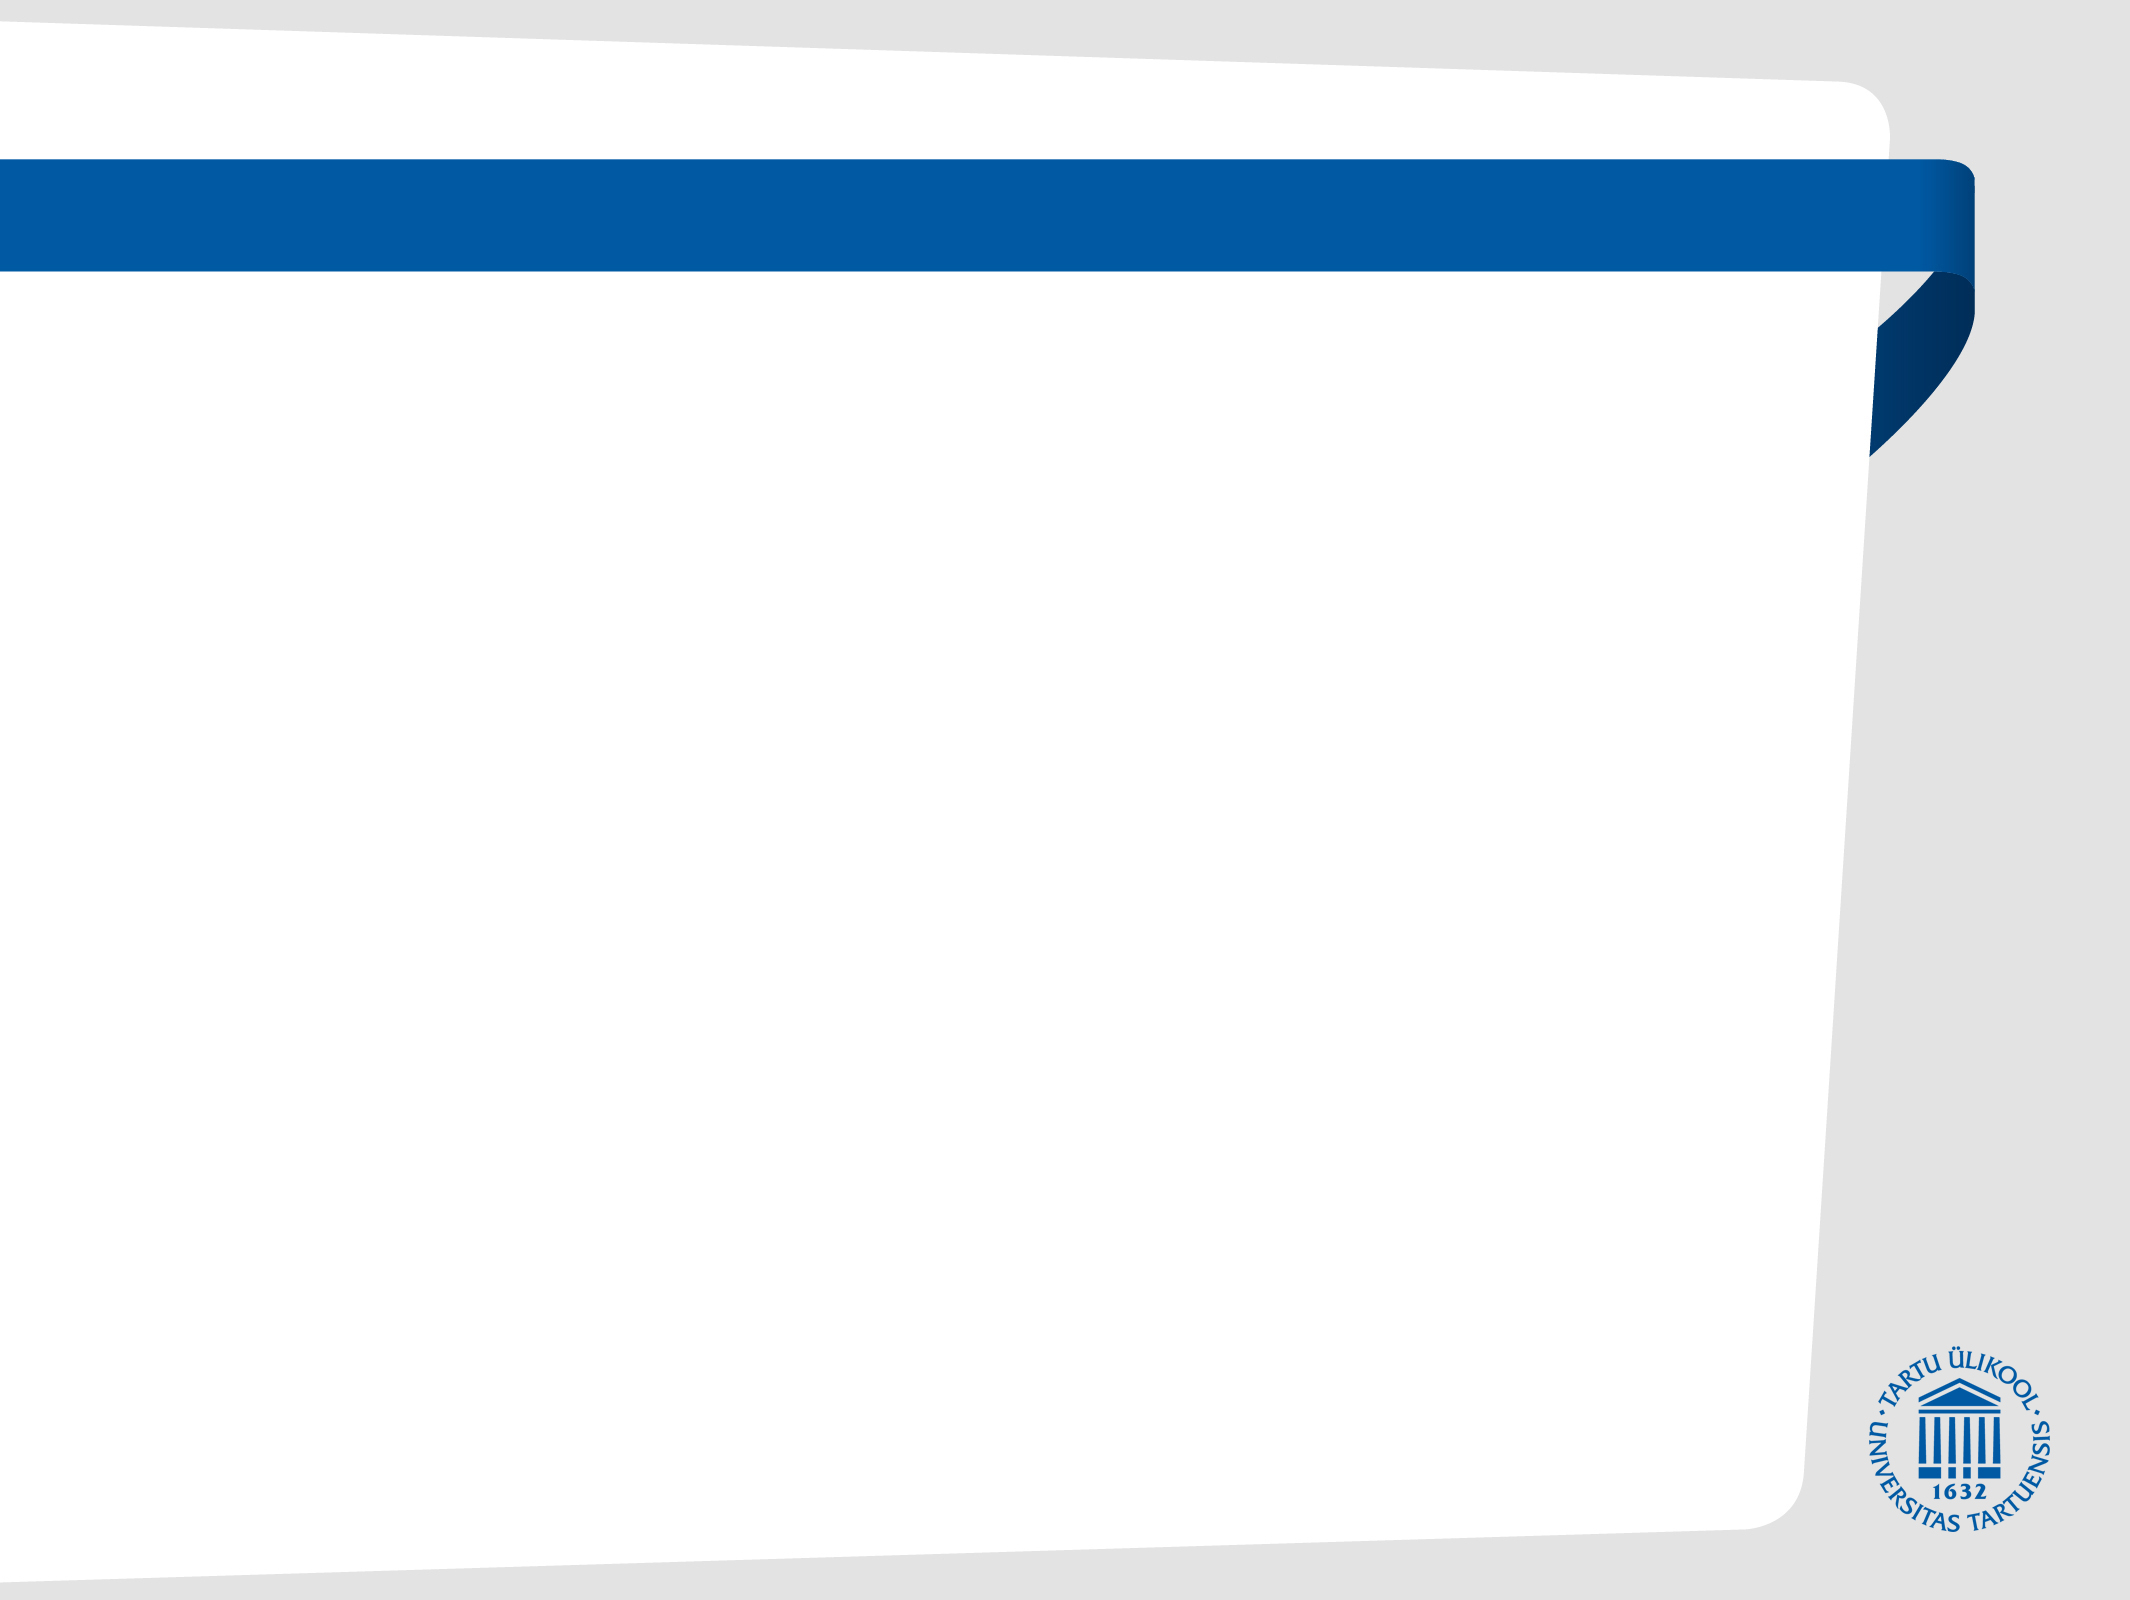 TARTU ÜLIKOOL
· UNIVERSITAS TARTUENSIS ·
1632